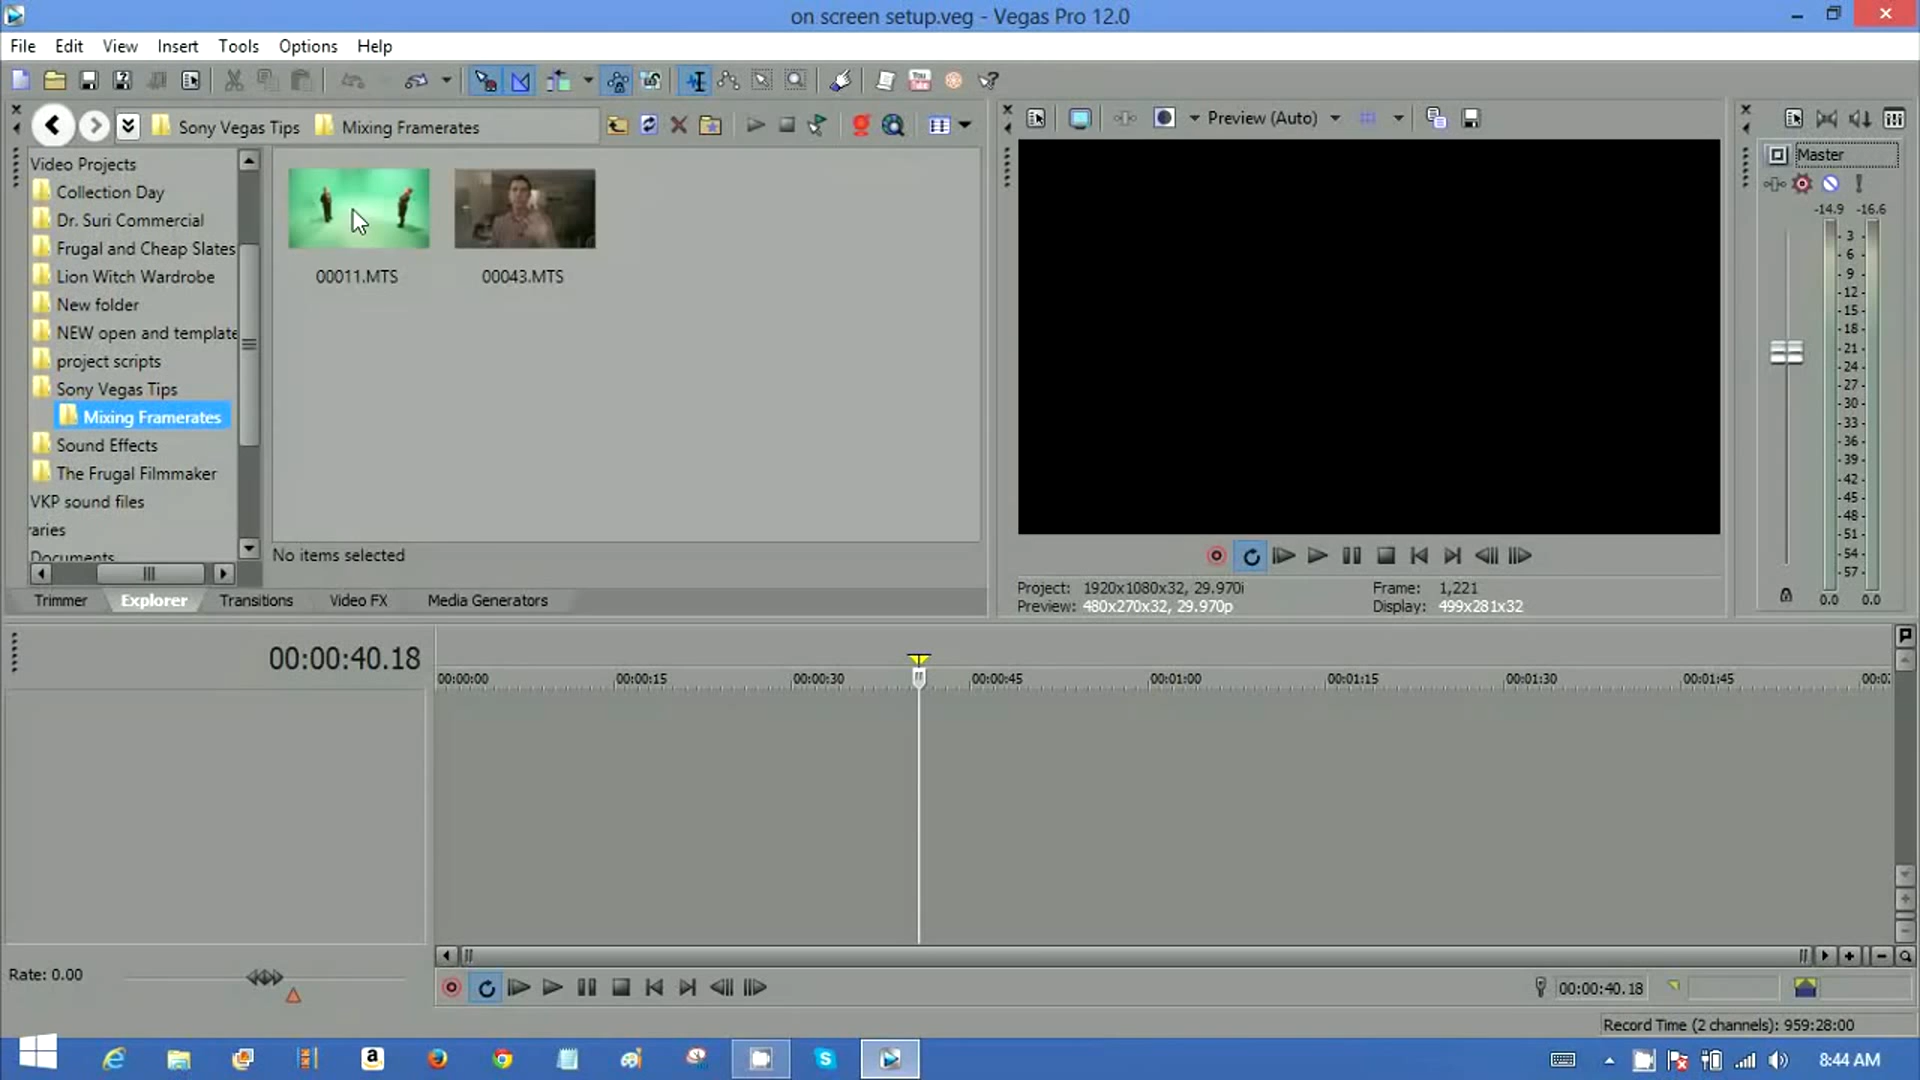 on screen setup.veg - Vegas Pro 12.0
File Edit View Insert Tools Options Help
Sony Vegas Tips Mixing Framerates
Preview (Auto)
Master
Video Projects
Collection Day
Dr. Suri Commercial
Frugal and Cheap Slates
Lion Witch Wardrobe
New folder
NEW open and template
project scripts
Sony Vegas Tips
Mixing Framerates
Sound Effects
The Frugal Filmmaker
VKP sound files
raries
Documents
00011.MTS 00043.MTS
No items selected
Trimmer Explorer Transitions Video FX Media Generators
Project: 1920x1080x32, 29.970i Frame: 1,221
Preview: 480x270x32, 29.970p Display: 499x281x32
-14.9 -16.6
3
6
9
12
15
18
21
24
27
30
33
36
39
42
45
48
51
54
57
0.0 0.0
00:00:40.18
00:00:00 00:00:15 00:00:30 00:00:45 00:01:00 00:01:15 00:01:30 00:01:45 00:0
Rate: 0.00
00:00:40.18
Record Time (2 channels): 959:28:00
8:44 AM